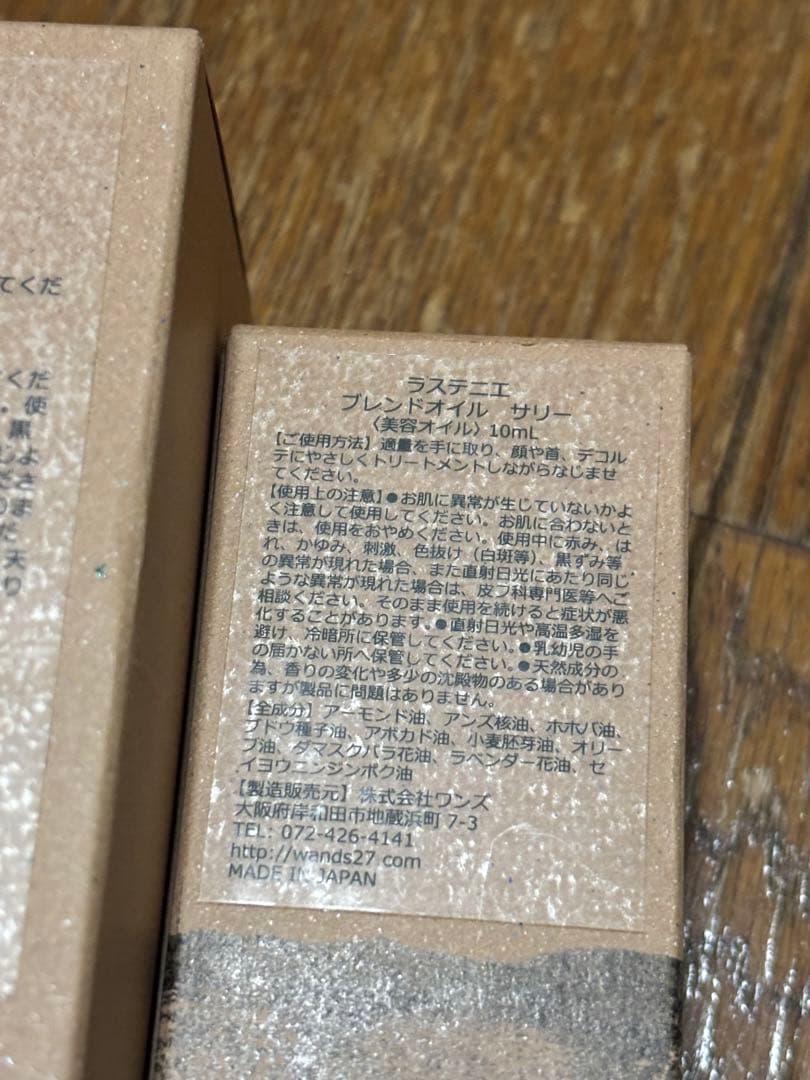 てくだ
くだ
・使
黒
じよ
ださ
のま
だ
天
り
ラステニエ
ブレンドオイル サリー
〈美容オイル〉10mL
【ご使用方法】適量を手に取り、顔や首、デコル
テにやさしくトリートメントしながらなじませ
てください。
【使用上の注意】●お肌に異常が生じていないかよ
く注意して使用してください。お肌に合わないと
きは、使用をおやめください。使用中に赤み、は
れ、かゆみ、刺激、色抜け（白斑等）、黒ずみ等
の異常が現れた場合、また直射日光にあたり同じ
ような異常が現れた場合は、皮フ科専門医等へご
相談ください。そのまま使用を続けると症状が悪
化することがあります。●直射日光や高温多湿を
避け、冷暗所に保管してください。●乳幼児の手
の届かない所へ保管してください。●天然成分の
為、香りの変化や多少の沈殿物のある場合があり
ますが製品に問題はありません。
【全成分】アーモンド油、アンズ核油、ホホバ油、
ブドウ種子油、アボカド油、小麦胚芽油、オリー
ブ油、ダマスクバラ花油、ラベンダー花油、セ
イヨウニンジンボク油
【製造販売元】株式会社ワンズ
大阪府岸和田市地蔵浜町 7-3
TEL: 072-426-4141
http://wands27.com
MADE IN JAPAN